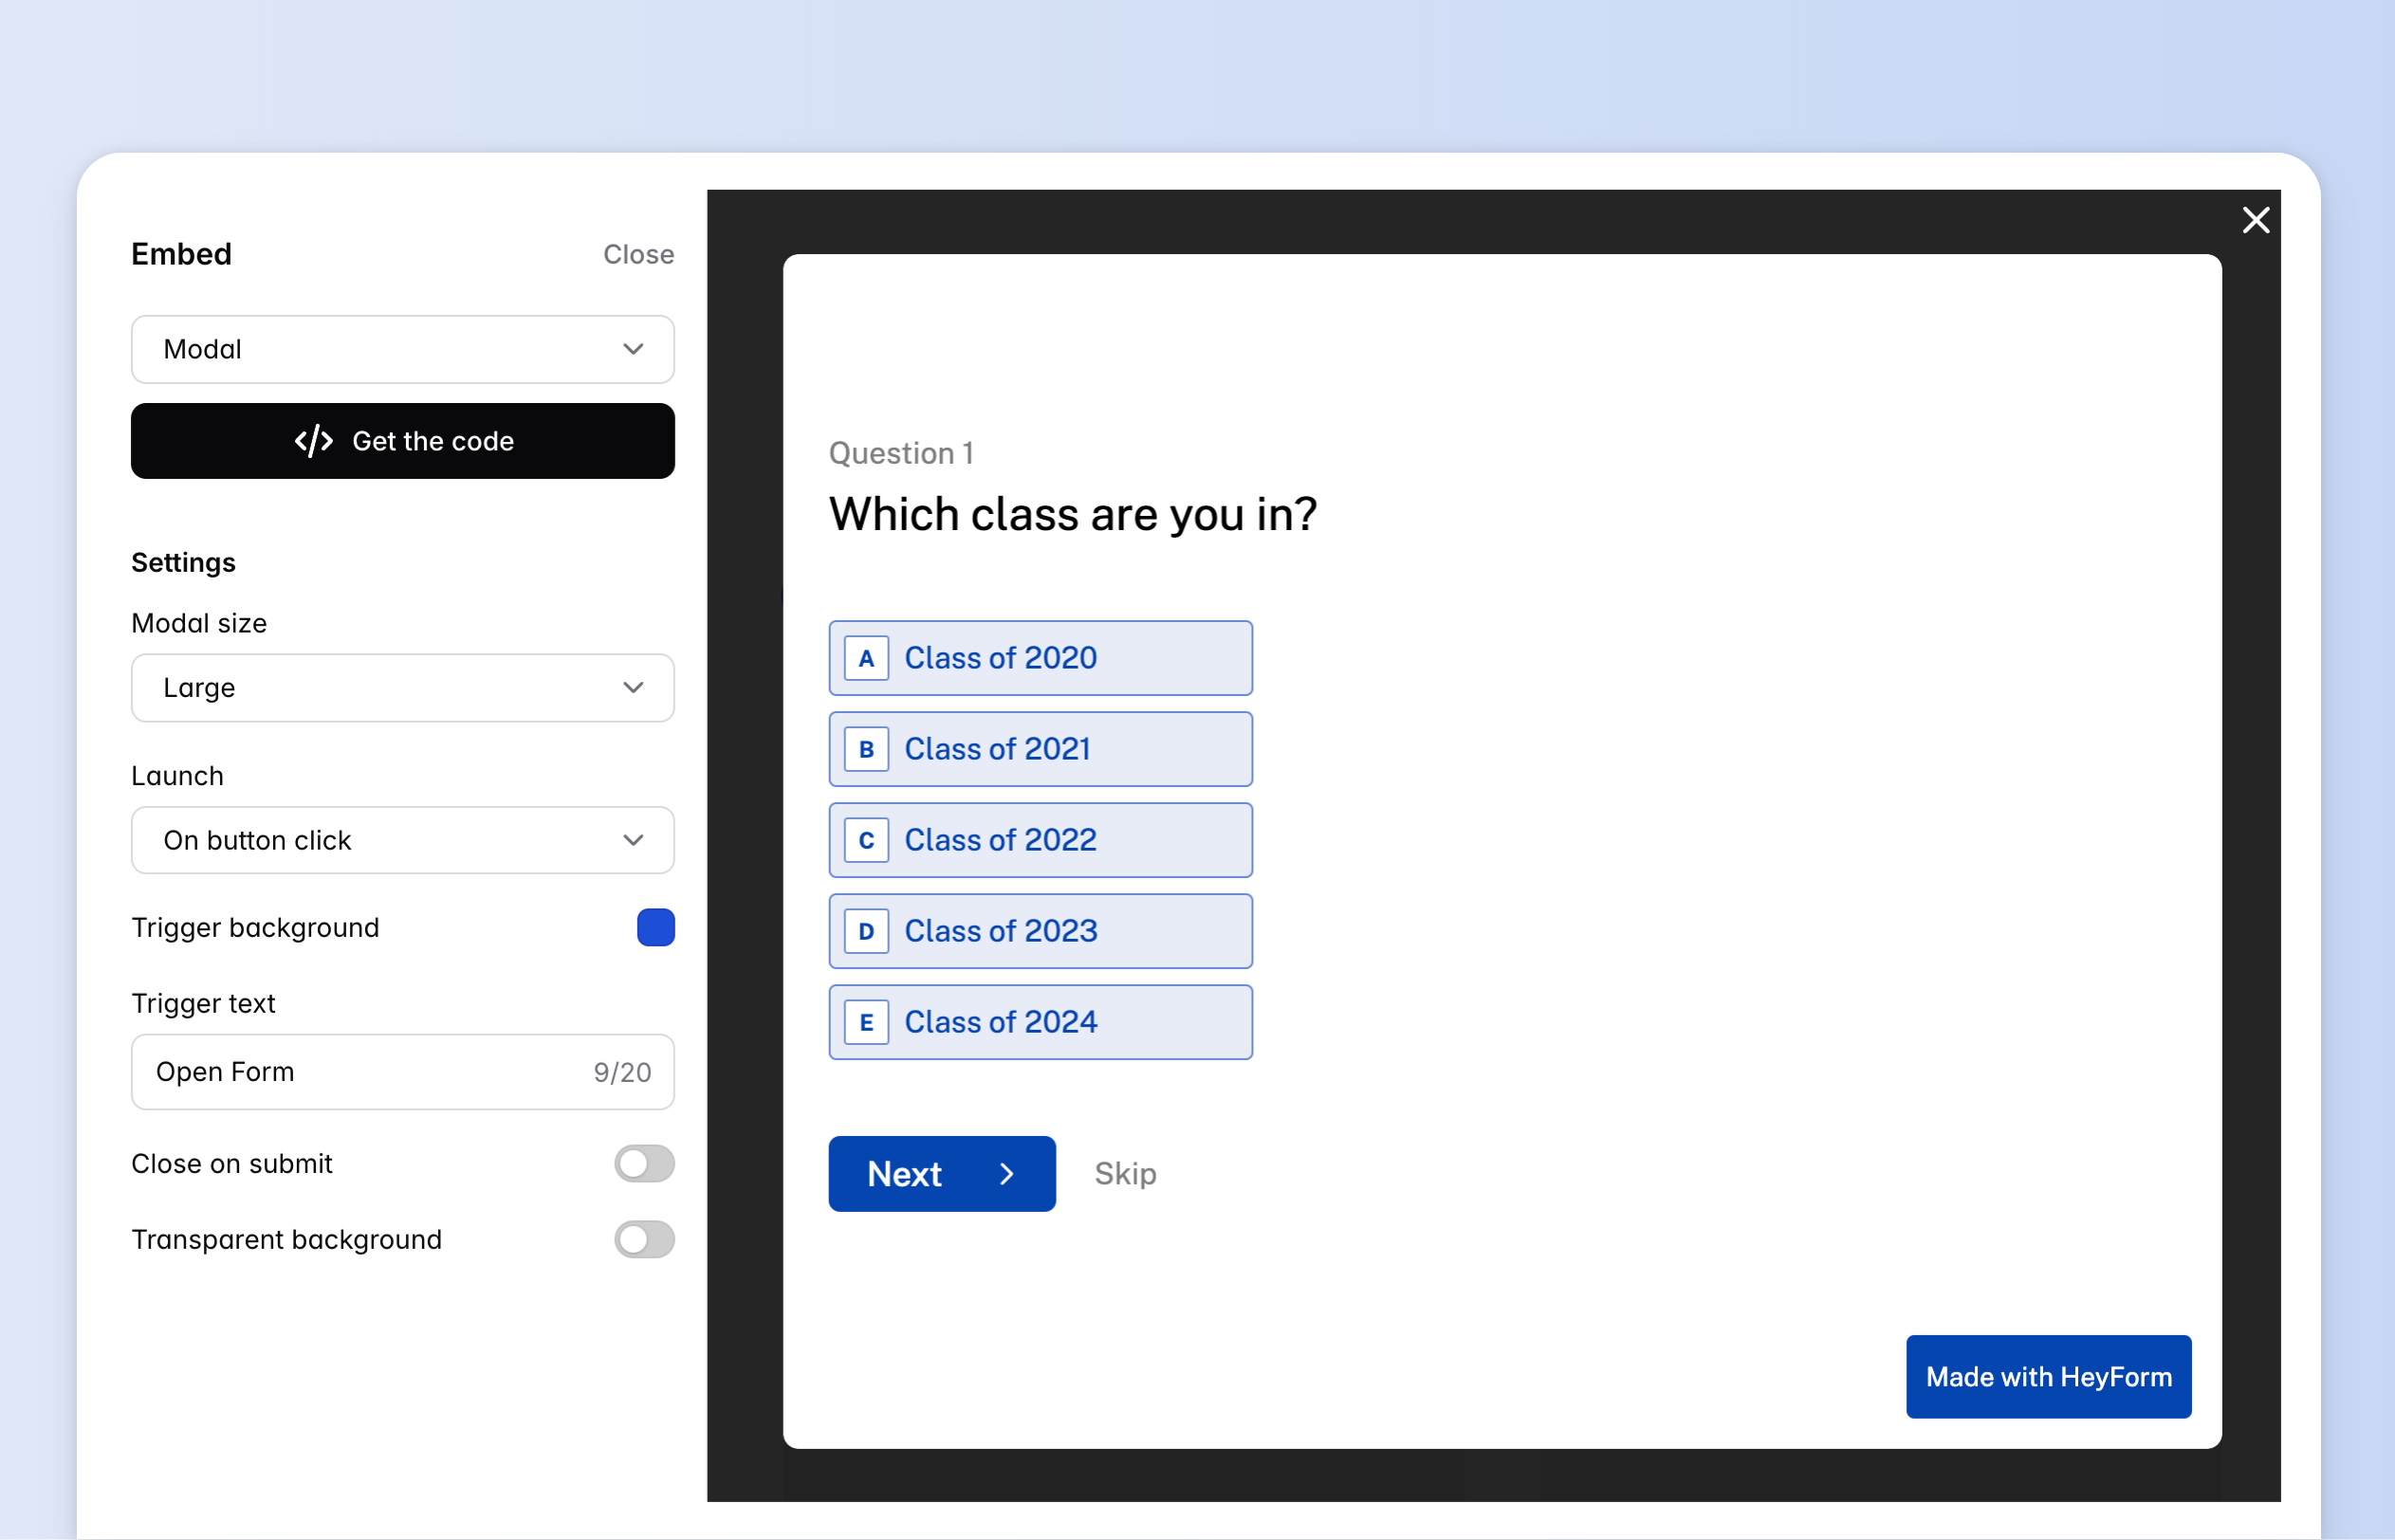 Embed
Close
Modal
</> Get the code
Settings
Modal size
Large
Launch
On button click
Trigger background
Trigger text
Open Form 9/20
Close on submit
Transparent background
Question 1
Which class are you in?
A Class of 2020
B Class of 2021
C Class of 2022
D Class of 2023
E Class of 2024
Next
Skip
Made with HeyForm